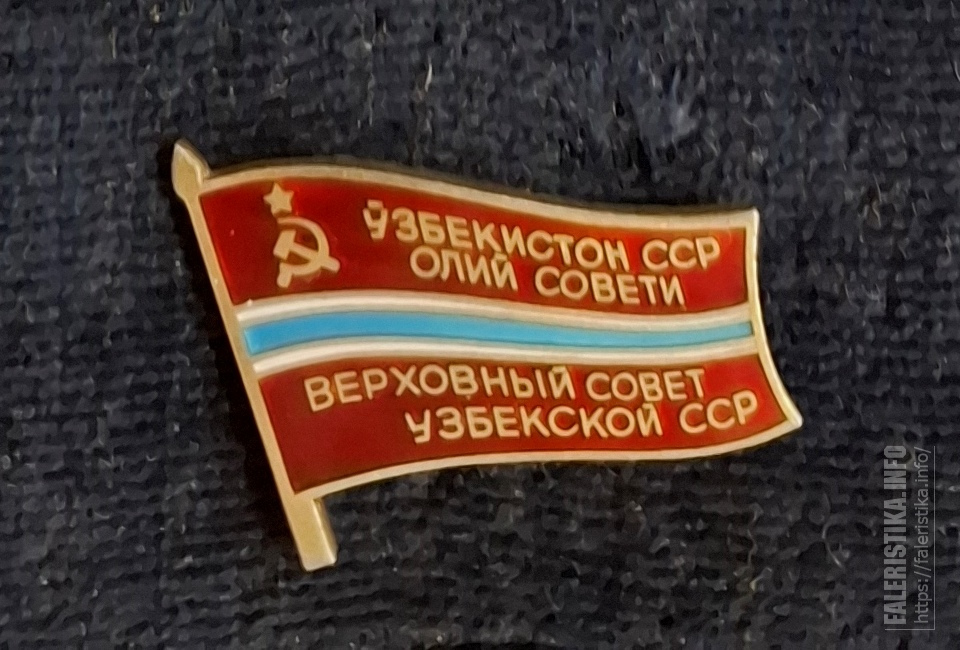 ЎЗБЕКИСТОН ССР
ОЛИЙ СОВЕТИ
ВЕРХОВНЫЙ СОВЕТ
УЗБЕКСКОЙ ССР
FALERISTIKA.INFO
https://faleristika.info/